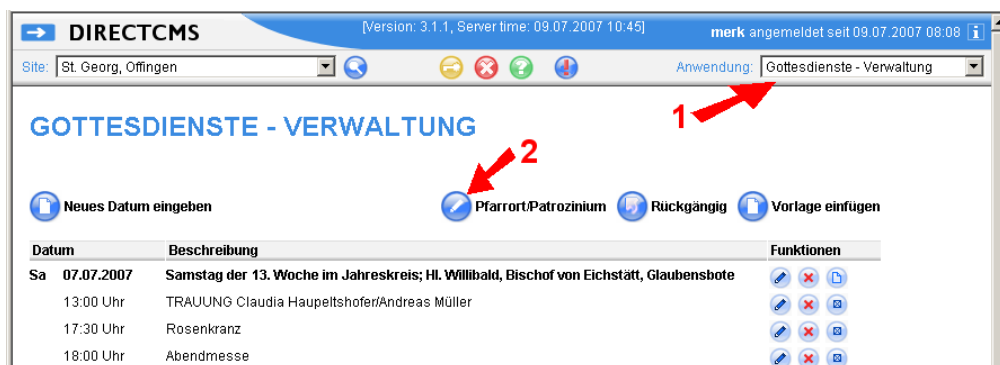 DIRECTCMS [Version: 3.1.1, Server time: 09.07.2007 10:45] merk angemeldet seit 09.07.2007 08:08
Site: St. Georg, Offingen Anwendung: Gottesdienste - Verwaltung
1
GOTTESDIENSTE - VERWALTUNG
2
Neues Datum eingeben Pfarrort/Patrozinium Rückgängig Vorlage einfügen
Datum Beschreibung Funktionen
Sa 07.07.2007 Samstag der 13. Woche im Jahreskreis; Hl. Willibald, Bischof von Eichstätt, Glaubensbote
13:00 Uhr TRAUUNG Claudia Haupeltshofer/Andreas Müller
17:30 Uhr Rosenkranz
18:00 Uhr Abendmesse